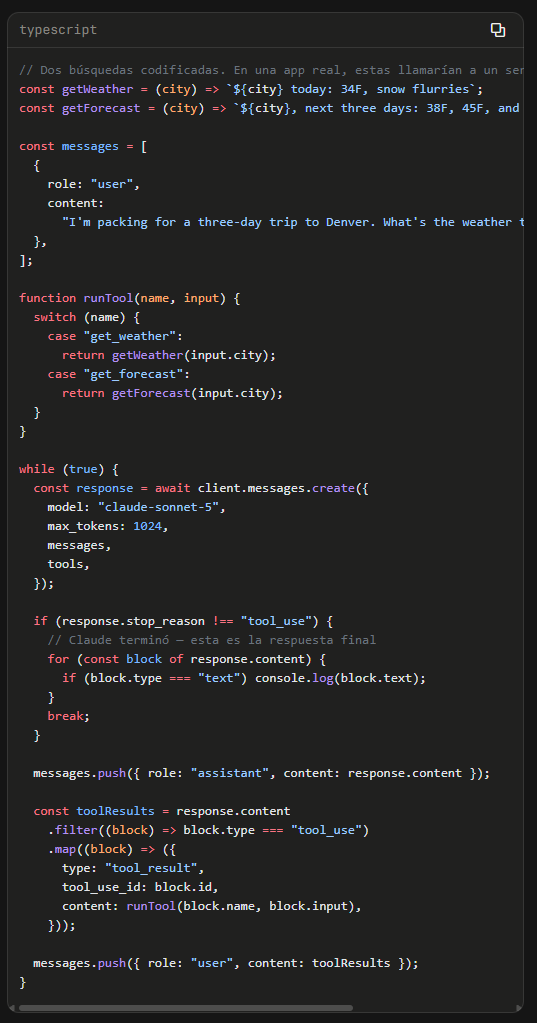 typescript
// Dos búsquedas codificadas. En una app real, estas llamarían a un
const getWeather = (city) => `${city} today: 34F, snow flurries`;
const getForecast = (city) => `${city}, next three days: 38F, 45F, and
const messages = [
{
role: "user",
content:
"I'm packing for a three-day trip to Denver. What's the weather
},
];
function runTool(name, input) {
switch (name) {
case "get_weather":
return getWeather(input.city);
case "get_forecast":
return getForecast(input.city);
}
}
while (true) {
const response = await client.messages.create({
model: "claude-sonnet-5",
max_tokens: 1024,
messages,
tools,
});
if (response.stop_reason !== "tool_use") {
// Claude terminó — esta es la respuesta final
for (const block of response.content) {
if (block.type === "text") console.log(block.text);
}
break;
}
messages.push({ role: "assistant", content: response.content });
const toolResults = response.content
.filter((block) => block.type === "tool_use")
.map((block) => ({
type: "tool_result",
tool_use_id: block.id,
content: runTool(block.name, block.input),
}));
messages.push({ role: "user", content: toolResults });
}